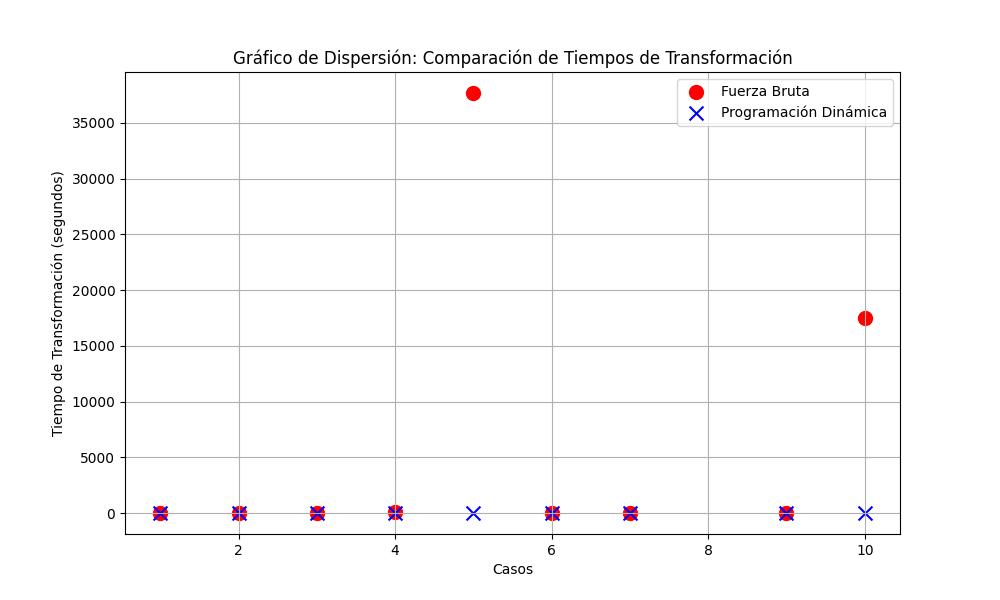 Gráfico de Dispersión: Comparación de Tiempos de Transformación
Fuerza Bruta
Programación Dinámica
Tiempo de Transformación (segundos)
35000
30000
25000
20000
15000
10000
5000
0
2
4
6
8
10
Casos